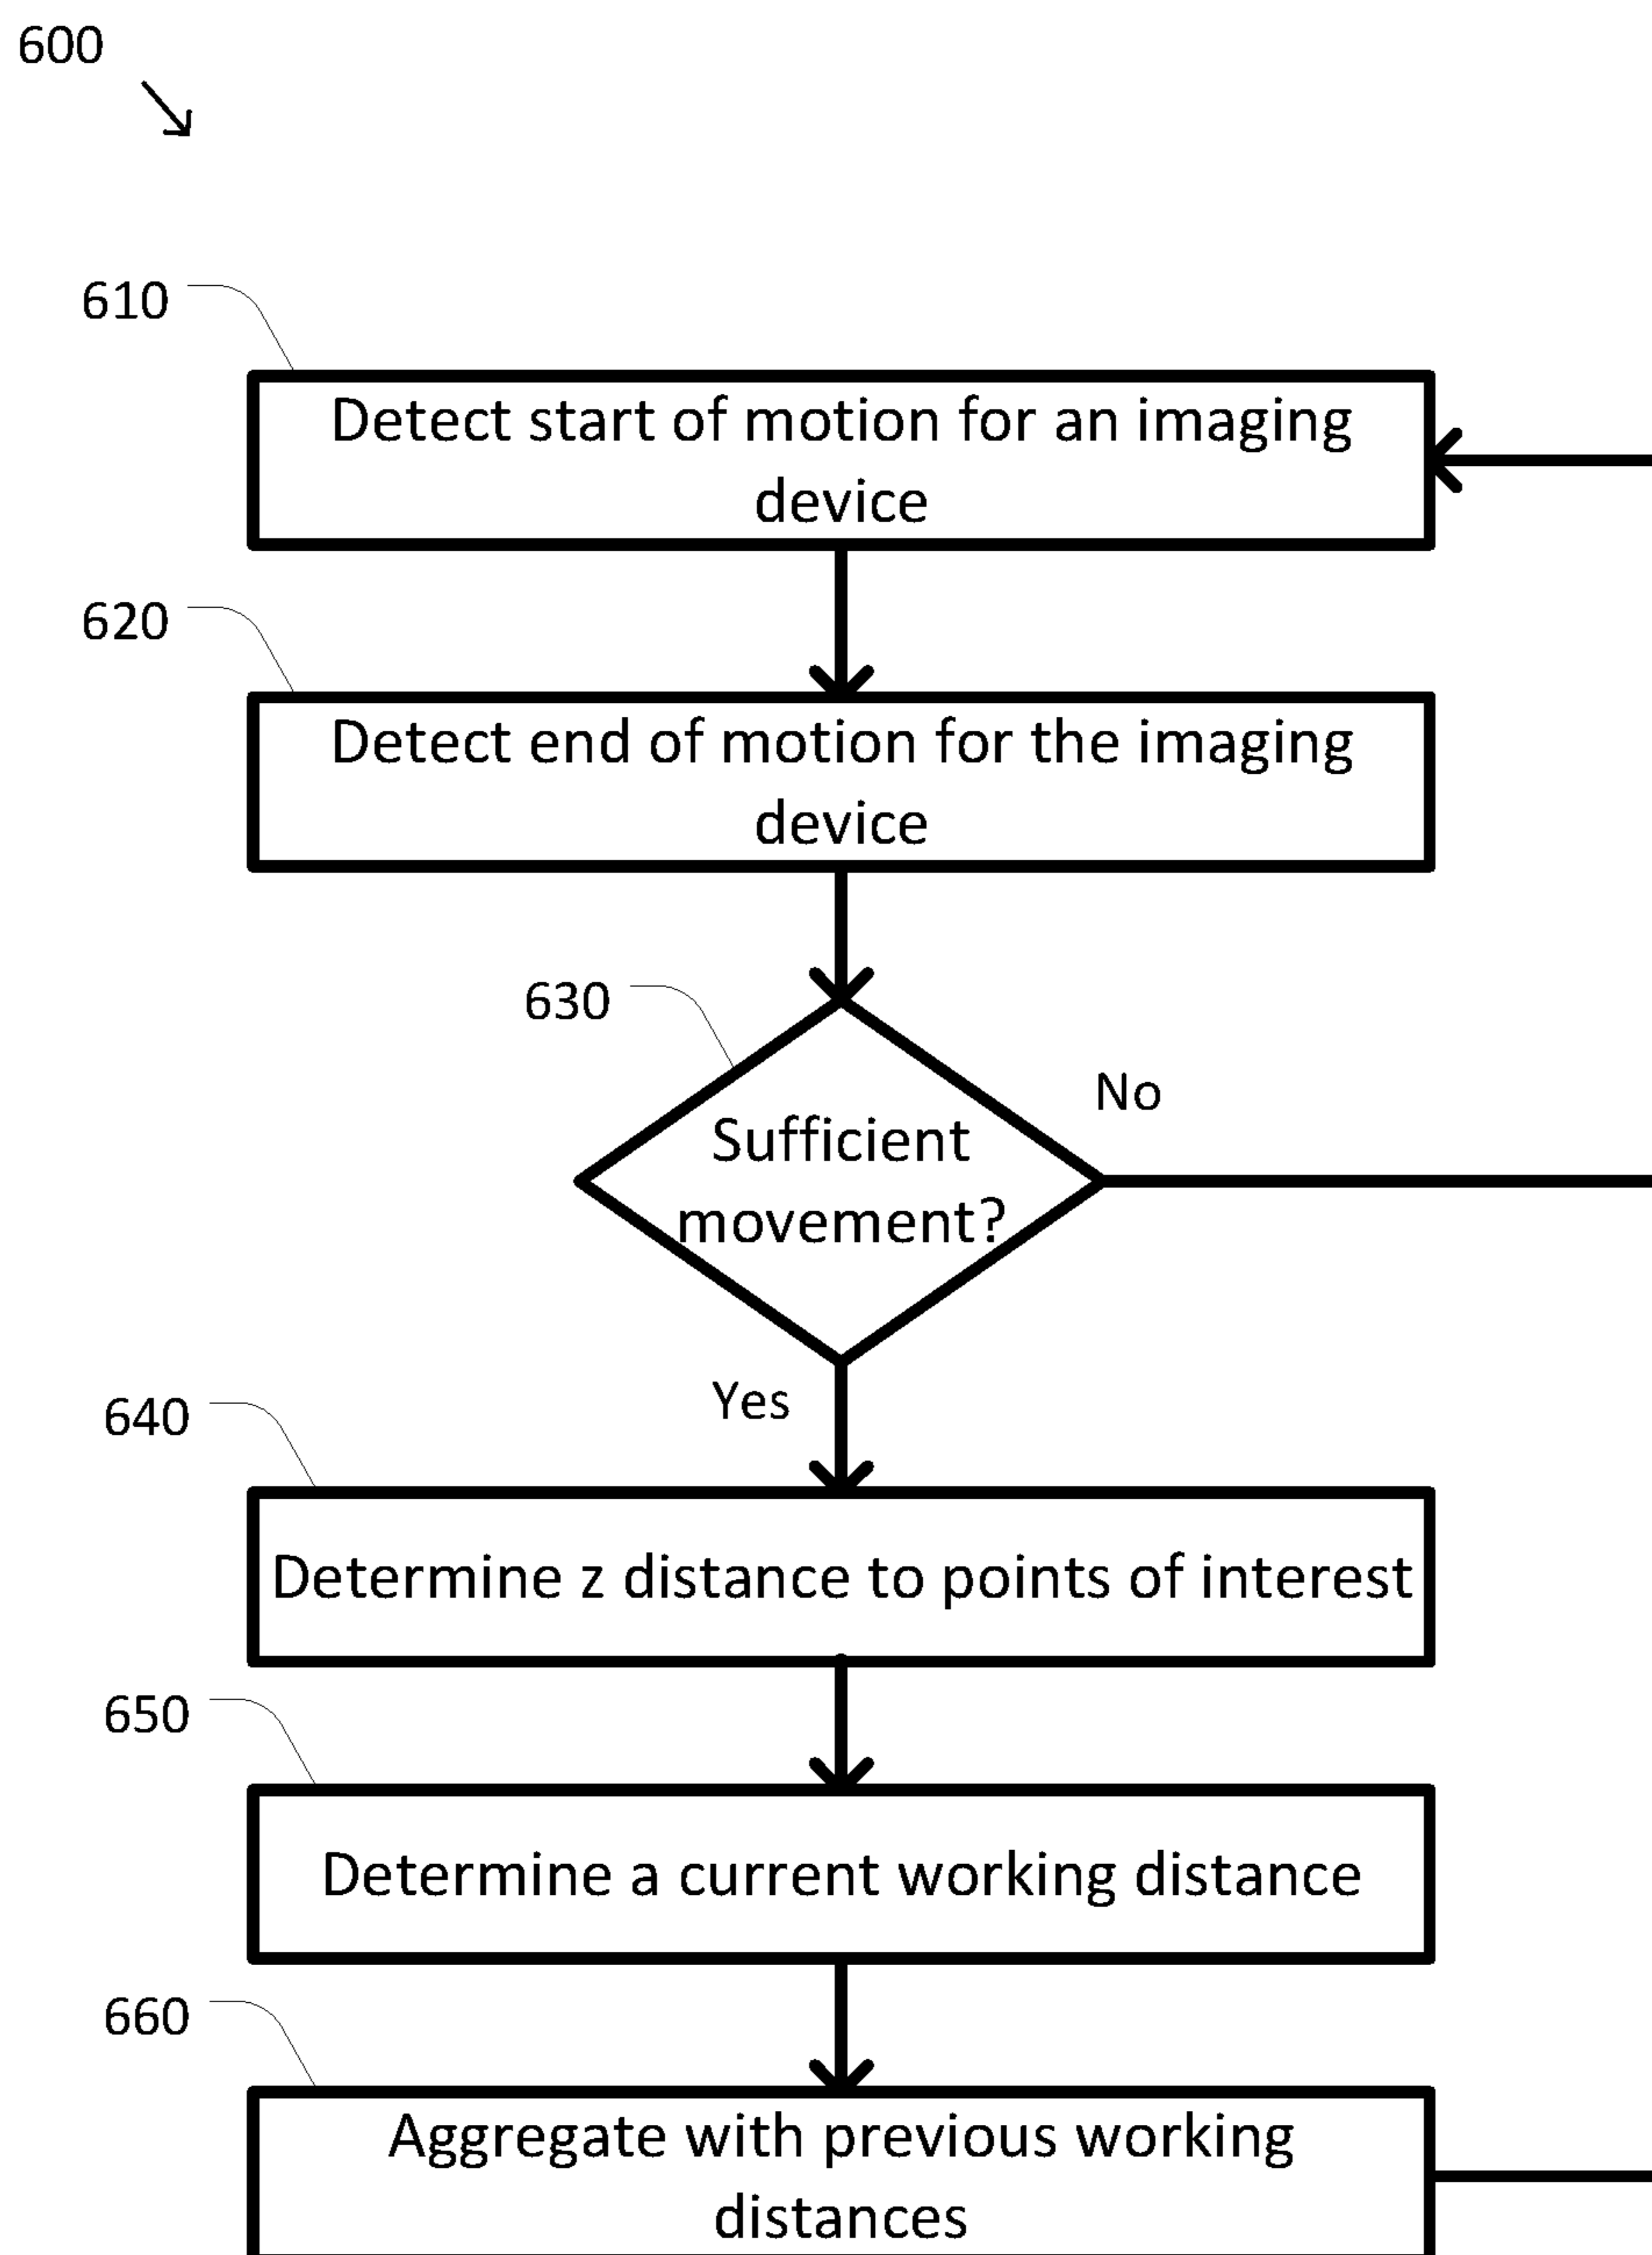 600
610
Detect start of motion for an imaging
device
620
Detect end of motion for the imaging
device
630
Sufficient
movement?
No
Yes
640
Determine z distance to points of interest
650
Determine a current working distance
660
Aggregate with previous working
distances